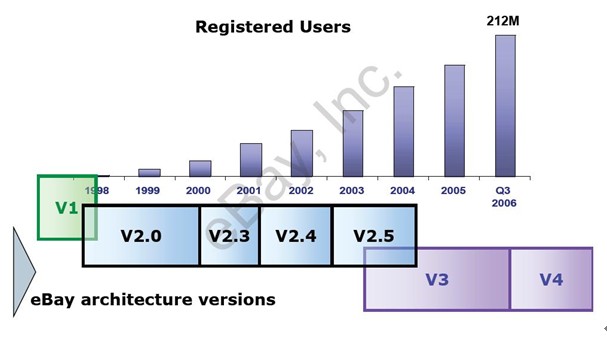 Registered Users
212M
eBay, Inc.
1998 1999 2000 2001 2002 2003 2004 2005 Q3
2006
V1
V2.0 V2.3 V2.4 V2.5
V3 V4
eBay architecture versions